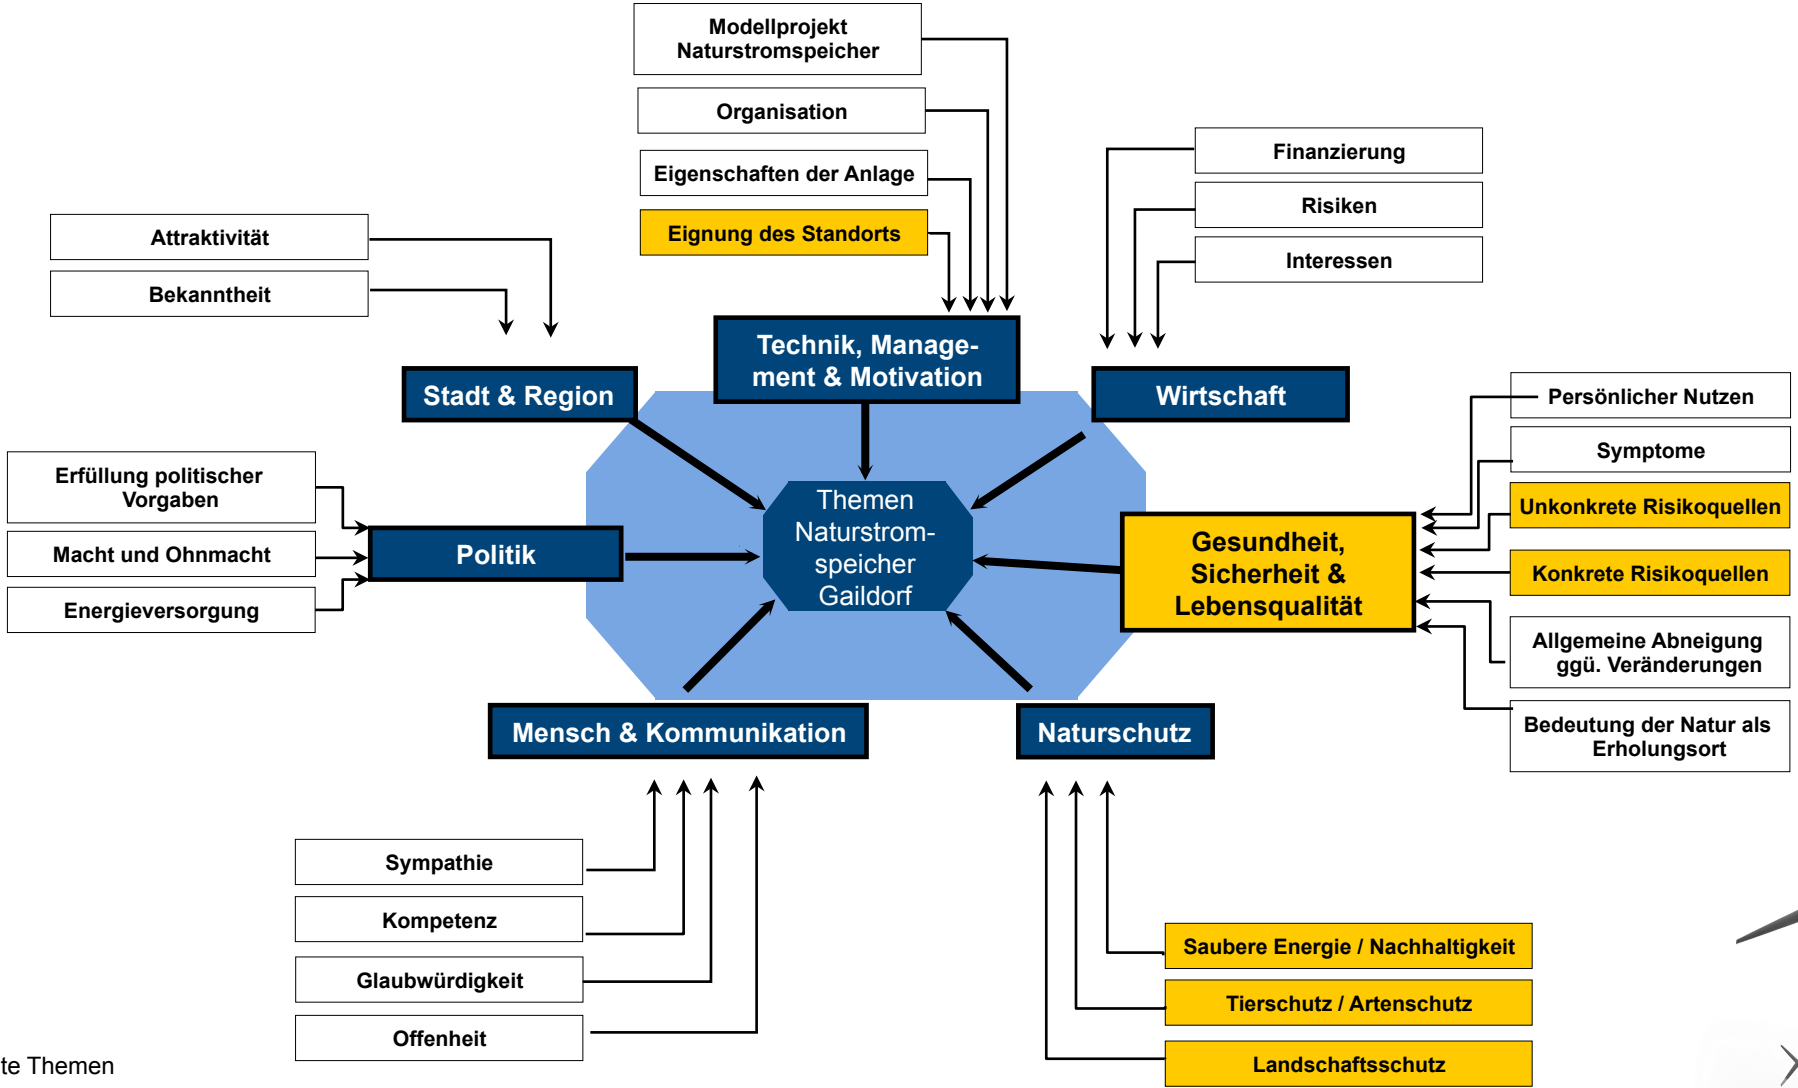 Modellprojekt
Naturstromspeicher
Organisation
Eigenschaften der Anlage
Eignung des Standorts
Finanzierung
Risiken
Interessen
Attraktivität
Bekanntheit
Technik, Manage-
ment & Motivation
Stadt & Region
Wirtschaft
Persönlicher Nutzen
Symptome
Unkonkrete Risikoquellen
Konkrete Risikoquellen
Allgemeine Abneigung
ggü. Veränderungen
Bedeutung der Natur als
Erholungsort
Erfüllung politischer
Vorgaben
Macht und Ohnmacht
Energieversorgung
Politik
Themen
Naturstrom-
speicher
Gaildorf
Gesundheit,
Sicherheit &
Lebensqualität
Mensch & Kommunikation
Naturschutz
Sympathie
Kompetenz
Glaubwürdigkeit
Offenheit
Saubere Energie / Nachhaltigkeit
Tierschutz / Artenschutz
Landschaftsschutz
te Themen